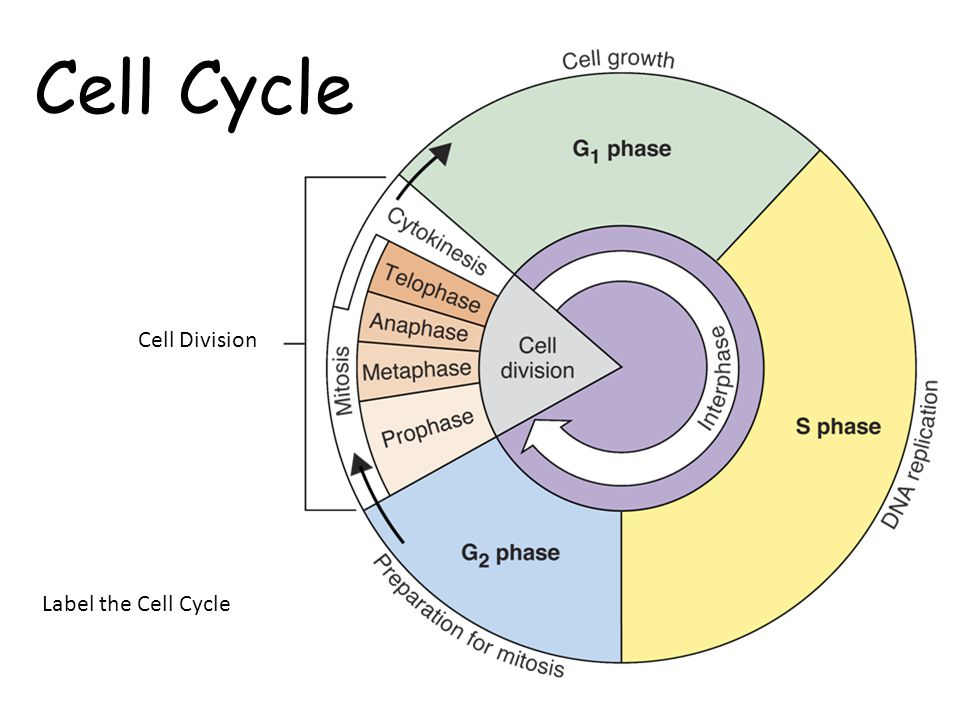 Cell Cycle
Cell growth
G₁ phase
Cytokinesis
Telophase
Anaphase
Metaphase
Prophase
Mitosis
Cell Division
Cell
division
Interphase
S phase
DNA replication
G₂ phase
Preparation for mitosis
Label the Cell Cycle